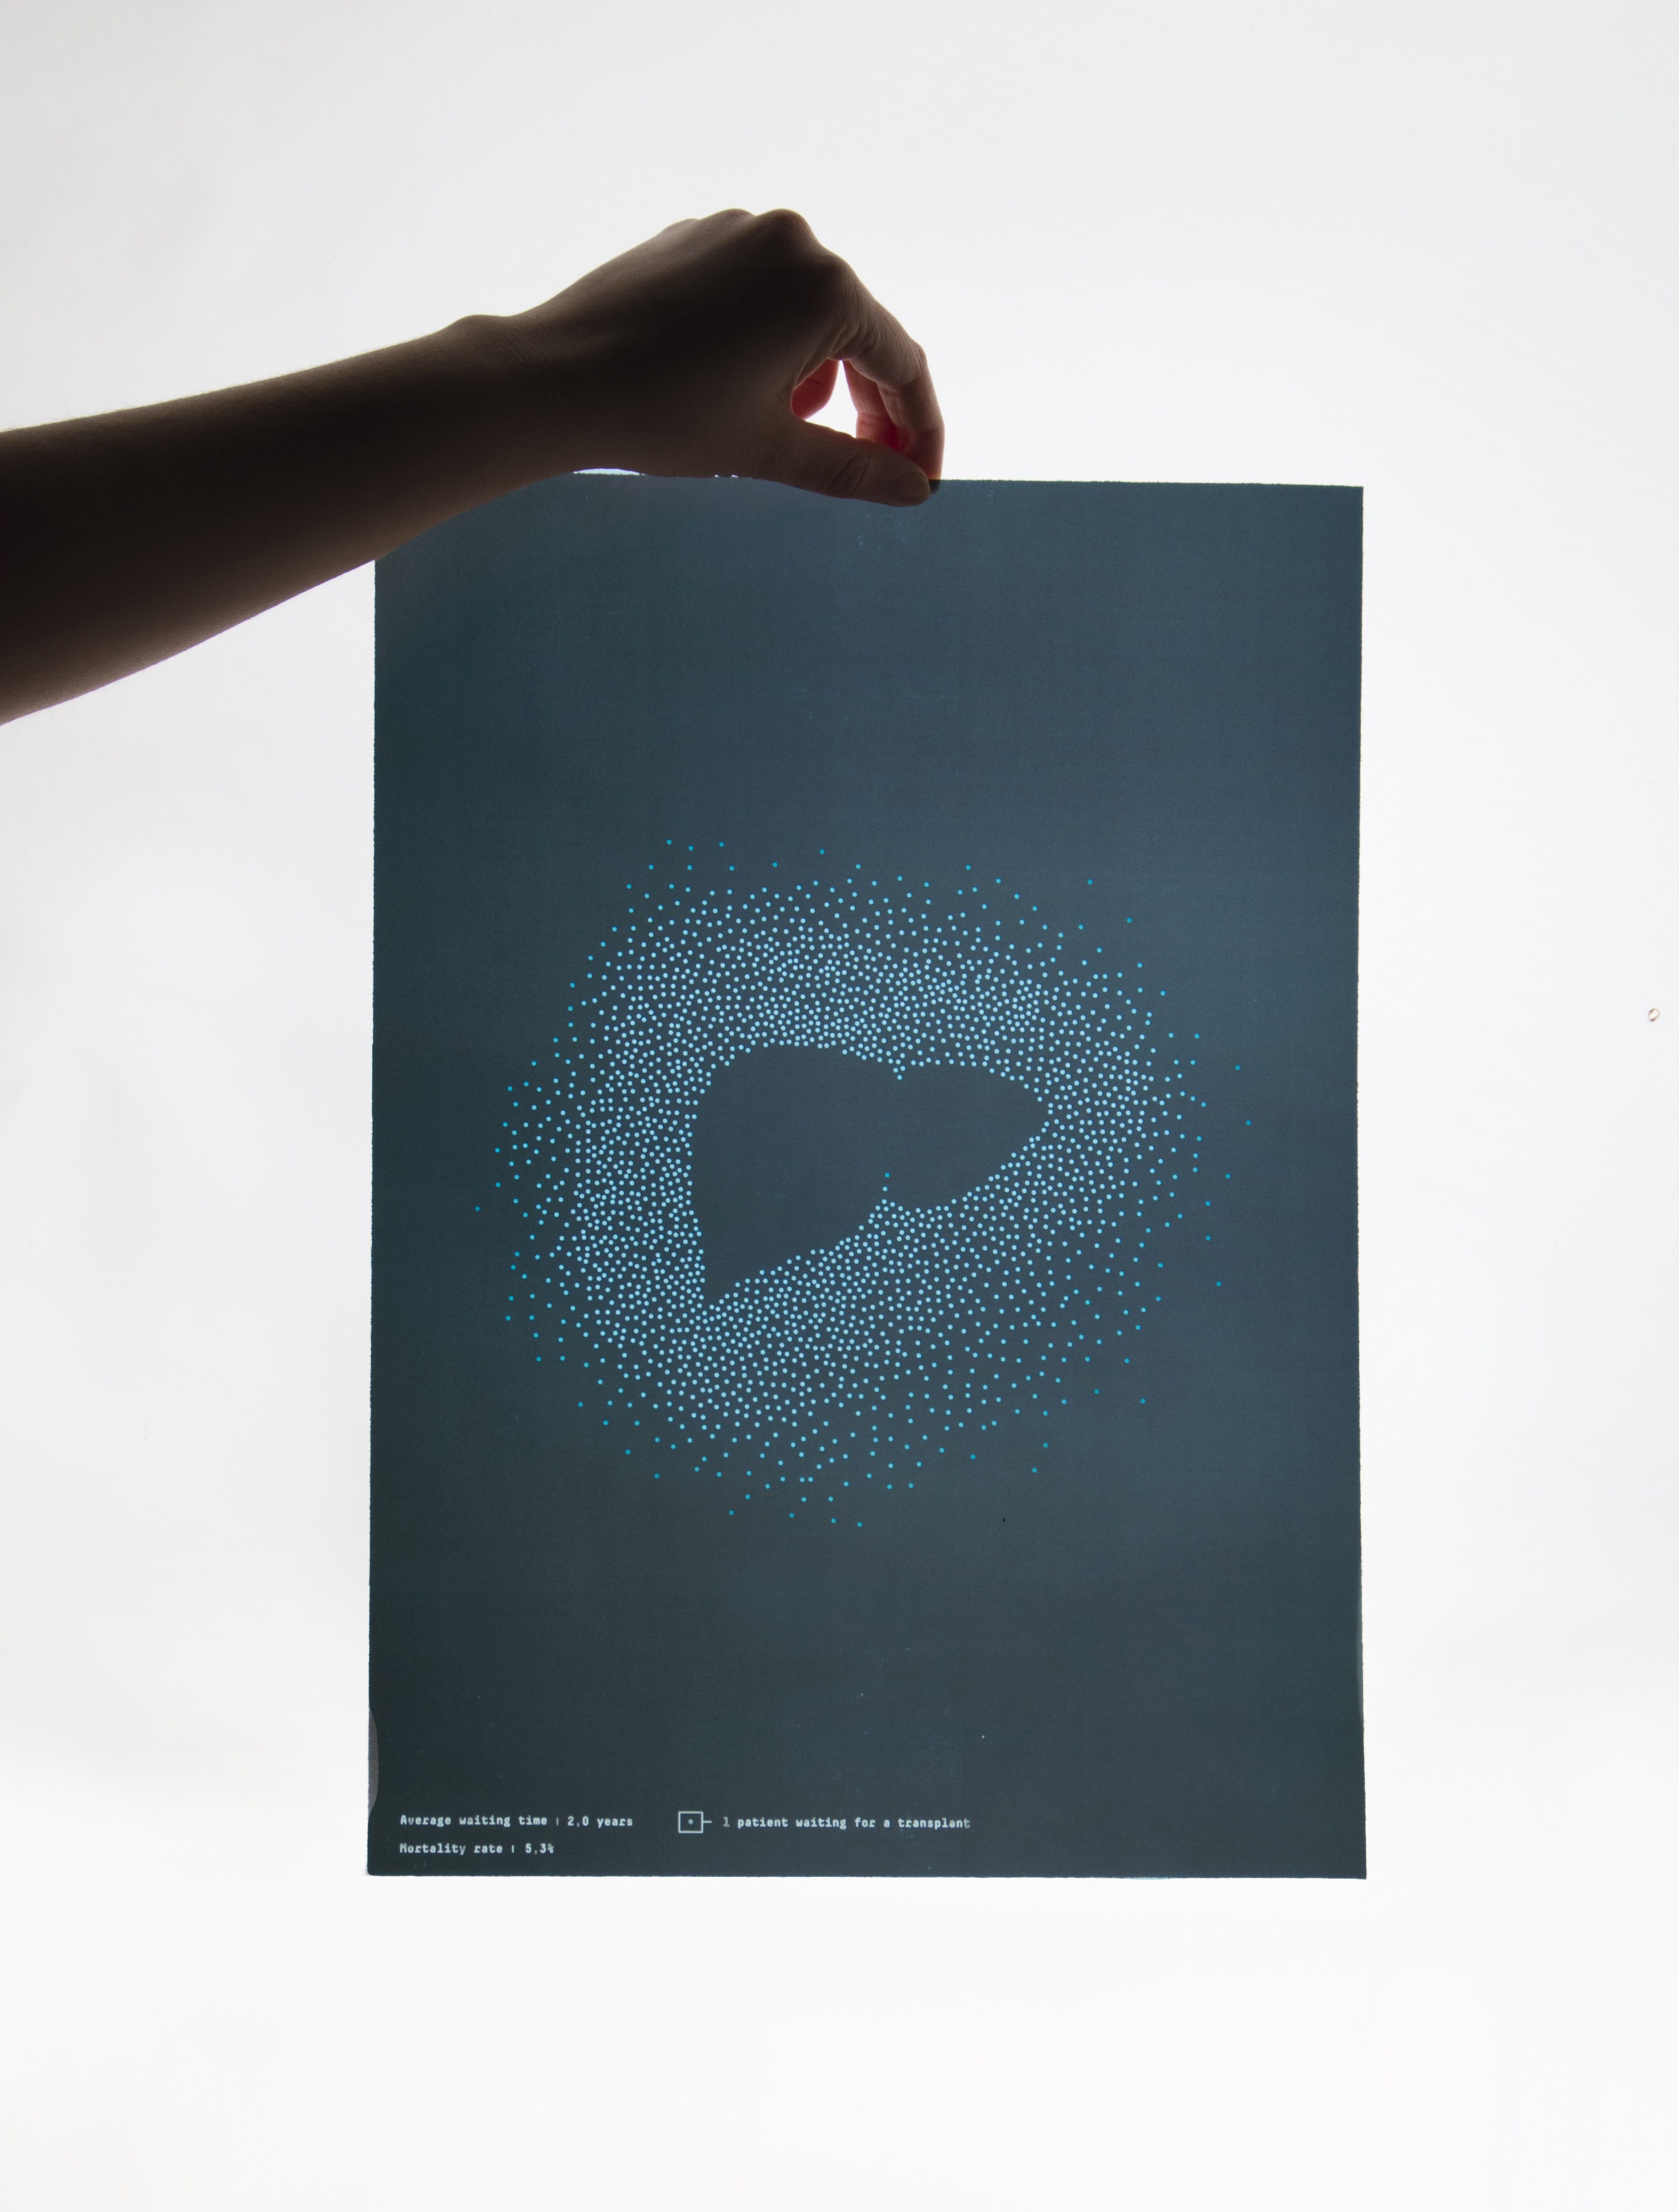 Average waiting time | 2,0 years
1 patient waiting for a transplant
Mortality rate | 5,3%